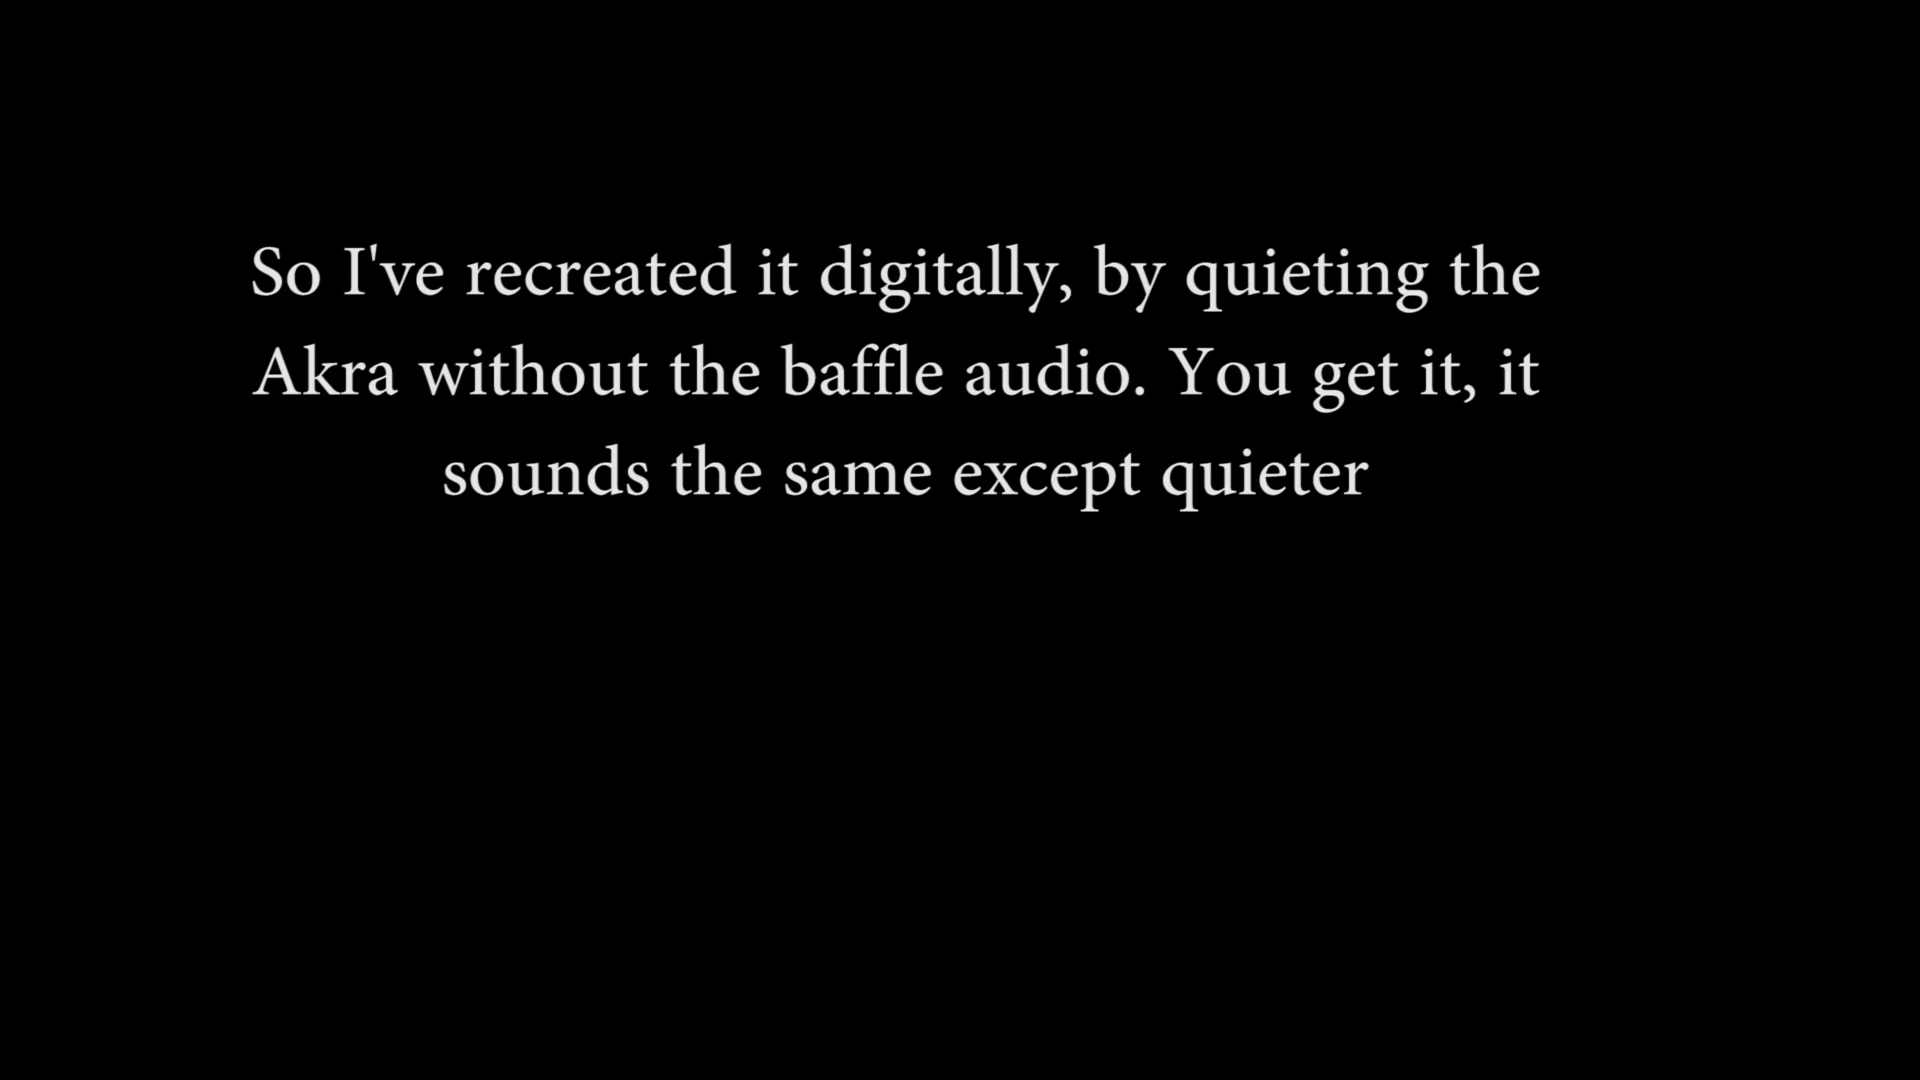 So I've recreated it digitally, by quieting the
Akra without the baffle audio. You get it, it
sounds the same except quieter